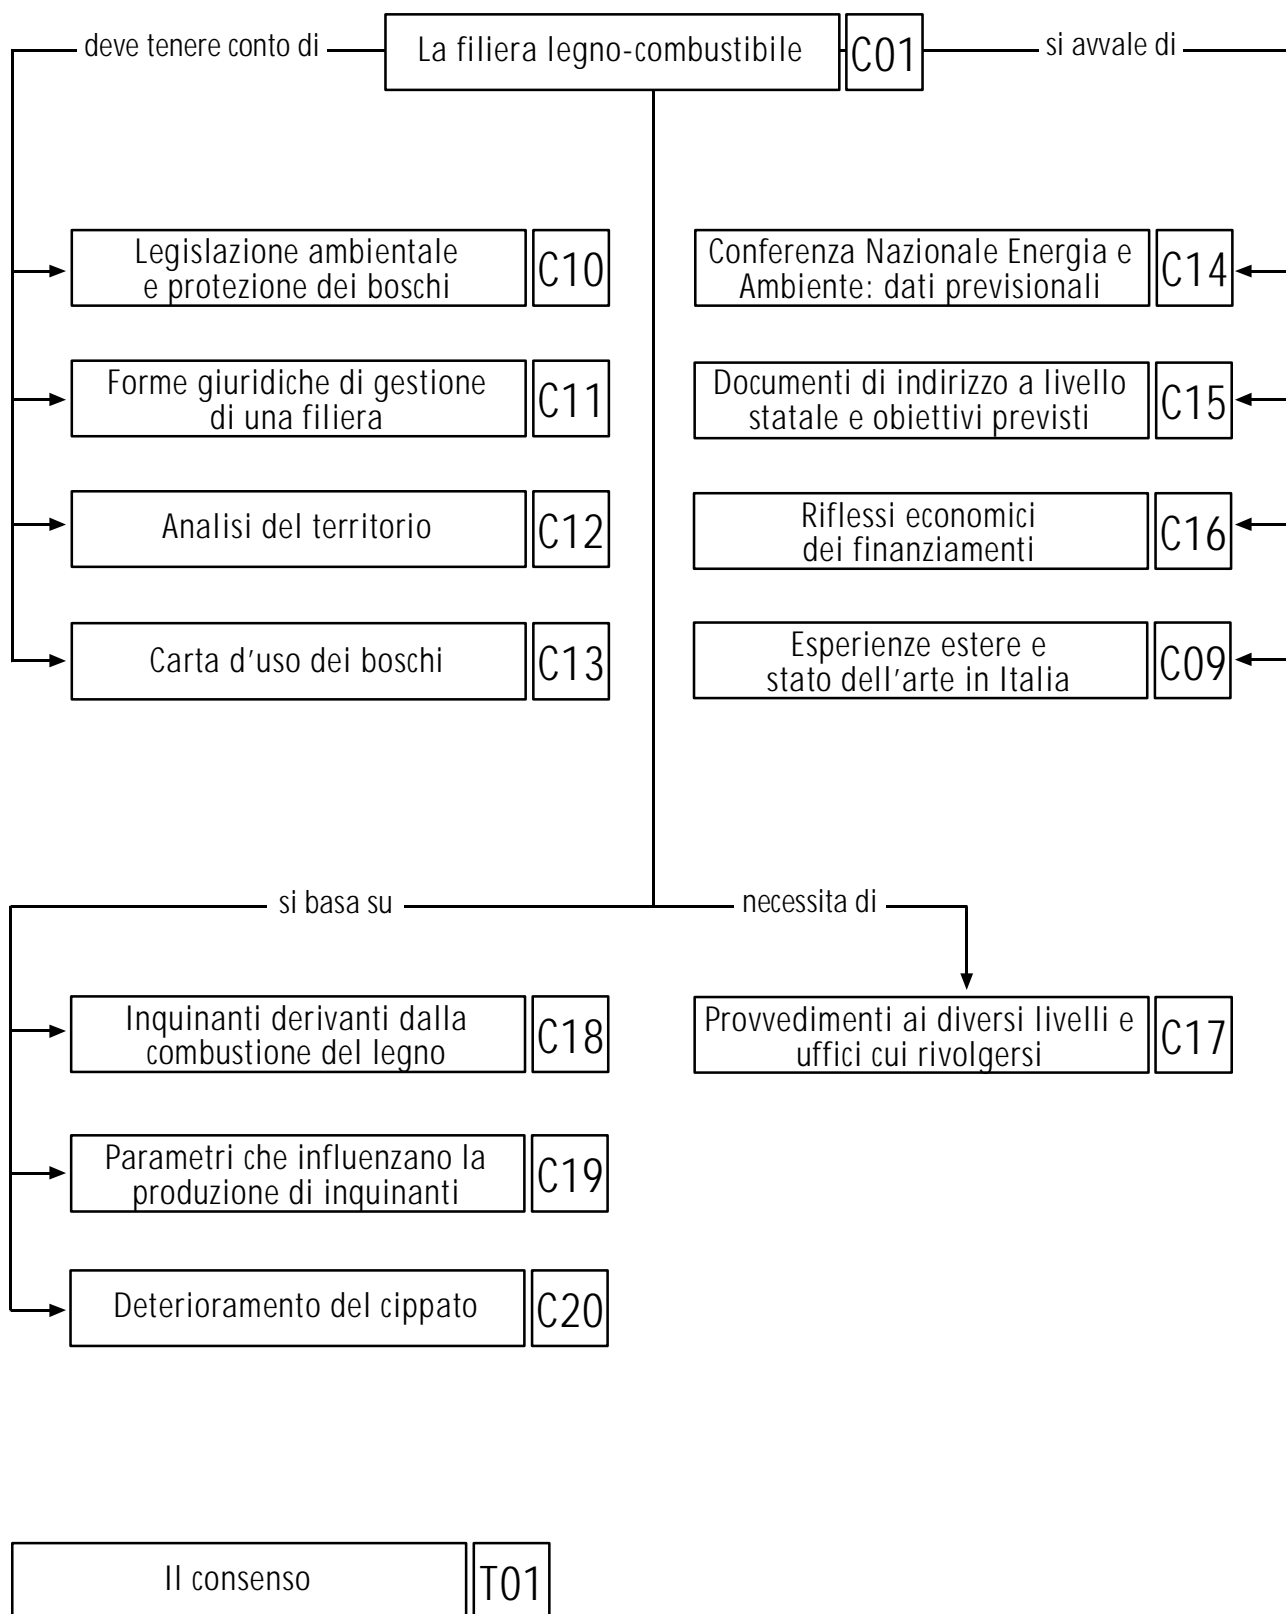 deve tenere conto di
La filiera legno-combustibile
C01
si avvale di
Legislazione ambientale
e protezione dei boschi
C10
Conferenza Nazionale Energia e
Ambiente: dati previsionali
C14
Forme giuridiche di gestione
di una filiera
C11
Documenti di indirizzo a livello
statale e obiettivi previsti
C15
Analisi del territorio
C12
Riflessi economici
dei finanziamenti
C16
Carta d'uso dei boschi
C13
Esperienze estere e
stato dell'arte in Italia
C09
si basa su
necessita di
Inquinanti derivanti dalla
combustione del legno
C18
Provvedimenti ai diversi livelli e
uffici cui rivolgersi
C17
Parametri che influenzano la
produzione di inquinanti
C19
Deterioramento del cippato
C20
Il consenso
T01